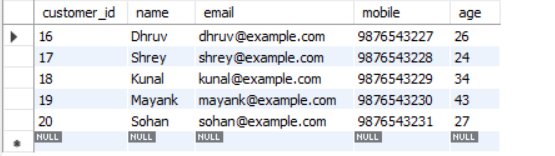 customer_id name email mobile age
16 Dhruv dhruv@example.com 9876543227 26
17 Shrey shrey@example.com 9876543228 24
18 Kunal kunal@example.com 9876543229 34
19 Mayank mayank@example.com 9876543230 43
20 Sohan sohan@example.com 9876543231 27
NULL NULL NULL NULL NULL